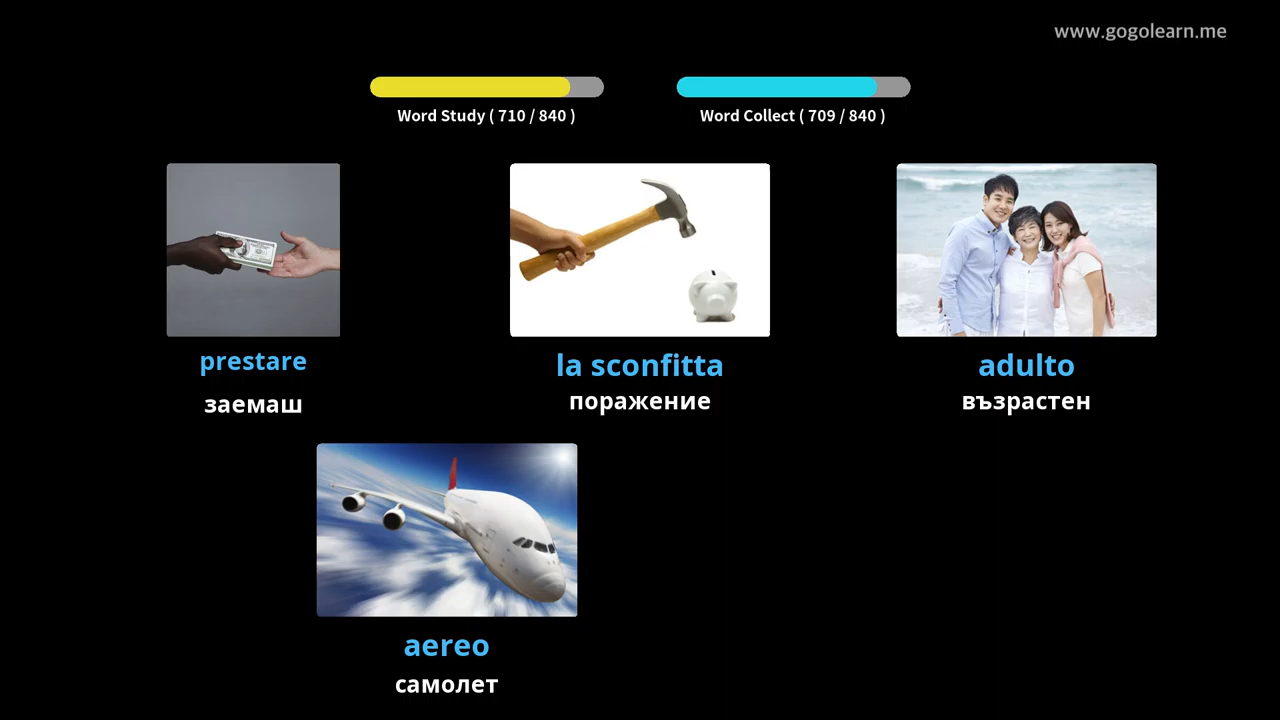 www.gogolearn.me
Word Study ( 710 / 840 )
Word Collect ( 709 / 840 )
prestare
заемаш
la sconfitta
поражение
adulto
възрастен
aereo
самолет